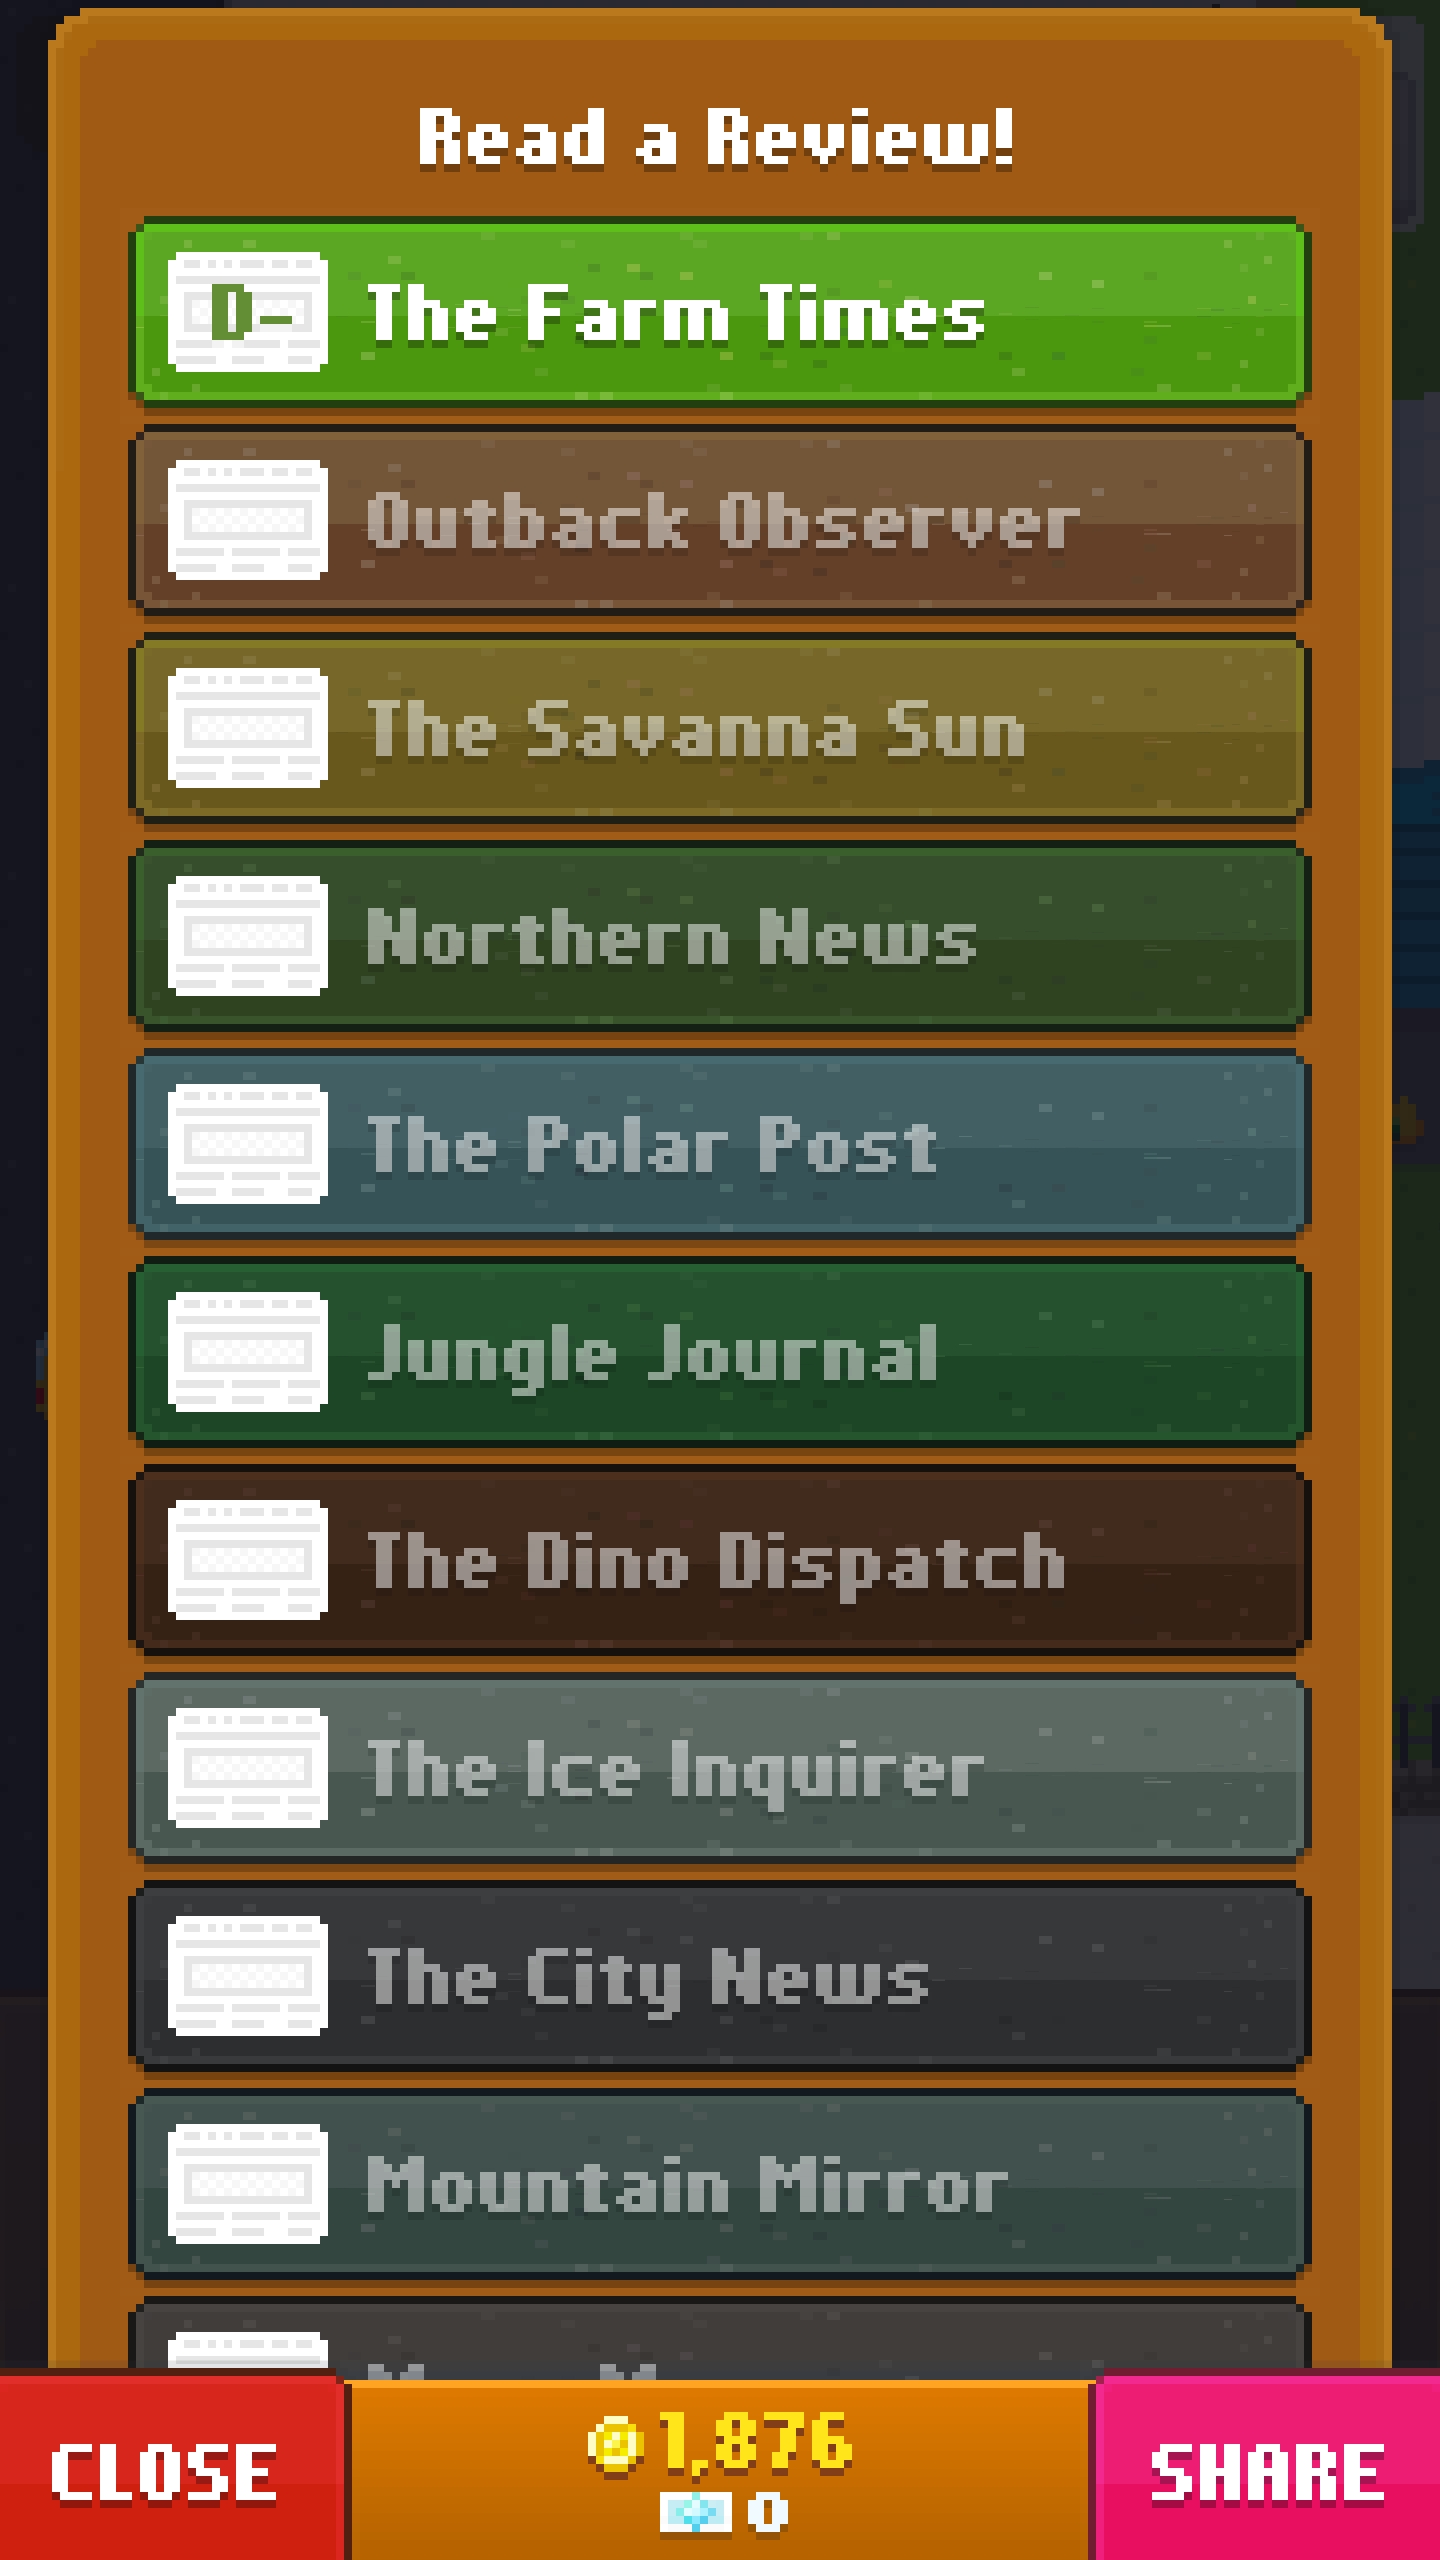 Read a Review!
D-
The Farm Times
Outback Observer
The Savanna Sun
Northern News
The Polar Post
Jungle Journal
The Dino Dispatch
The Ice Inquirer
The City News
Mountain Mirror
CLOSE
1,876
0
SHARE